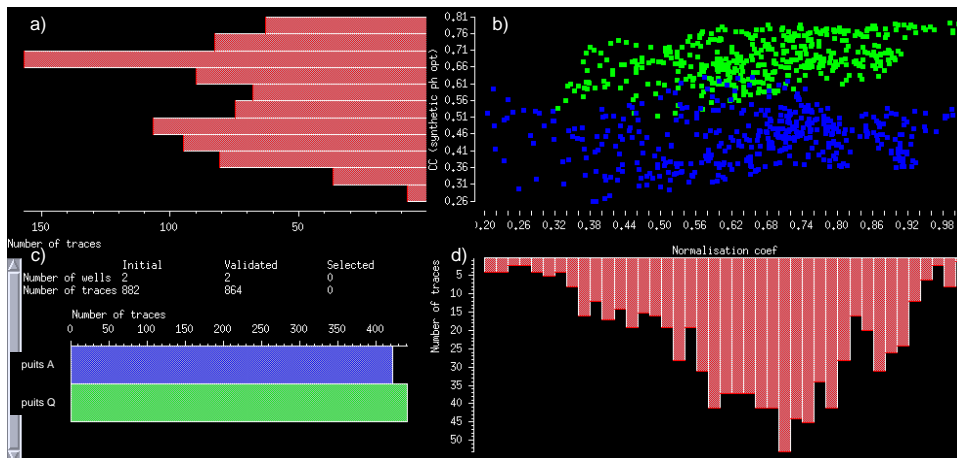 a)
150 100 50
Number of traces
CC (synthetic ph opt)
0.81
0.76
0.71
0.66
0.61
0.56
0.51
0.46
0.41
0.36
0.31
0.26
b)
0.20 0.26 0.32 0.38 0.44 0.50 0.56 0.62 0.68 0.74 0.80 0.86 0.92 0.98
Normalisation coef
c)
Initial Validated Selected
Number of wells 2 2 0
Number of traces 882 864 0
Number of traces
0 50 100 150 200 250 300 350 400
puits A
puits Q
d)
Number of traces
5
10
15
20
25
30
35
40
45
50